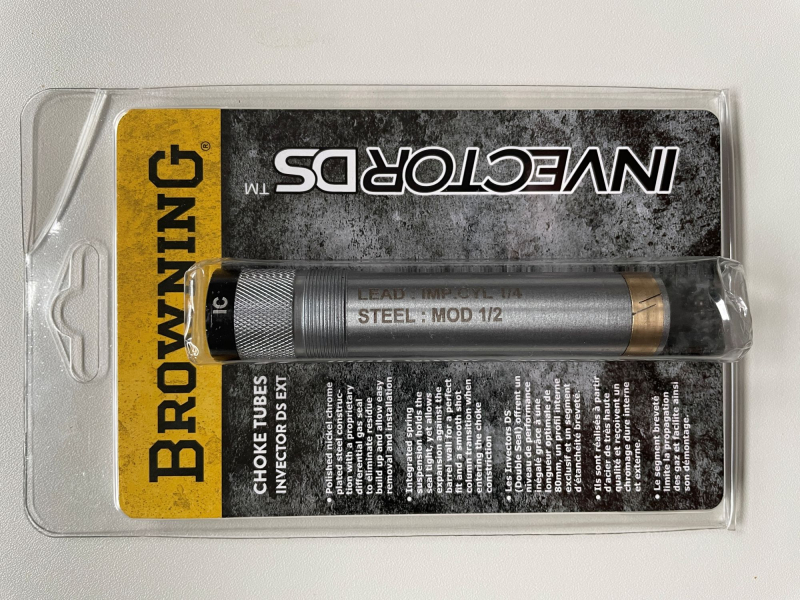 BROWNING®
INVECTOR DS™
CHOKE TUBES
INVECTOR DS EXT
IC
LEAD : IMP.CYL 1/4
STEEL : MOD 1/2
• Polished nickel chrome
plated steel construc-
tion with a proprietary
differential gas seal
to eliminate residue
build up and allow easy
removal and installation
• Integrated spring
suspension holds the
seal tight, yet allows
expansion against the
barrel wall for a perfect
fit and a smooth shot
column transition when
entering the choke
constriction
• Les Invectors DS
(Double Seal) offrent un
niveau de performance
inégalé grâce à une
longueur optimale de
80mm, un profil interne
exclusif et un segment
d'étanchéité breveté.
• Ils sont réalisés à partir
d'acier de très haute
qualité et reçoivent un
chromage dure interne
et externe.
• Le segment breveté
limite la propagation
des gaz et facilite ainsi
son démontage.